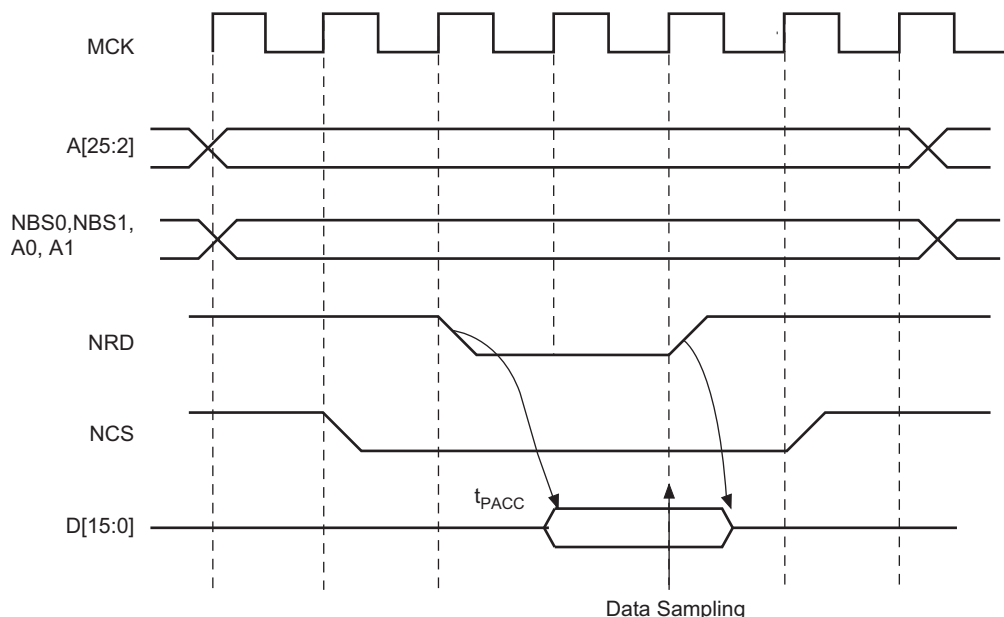 MCK
A[25:2]
NBS0,NBS1,
A0, A1
NRD
NCS
tPACC
D[15:0]
Data Sampling